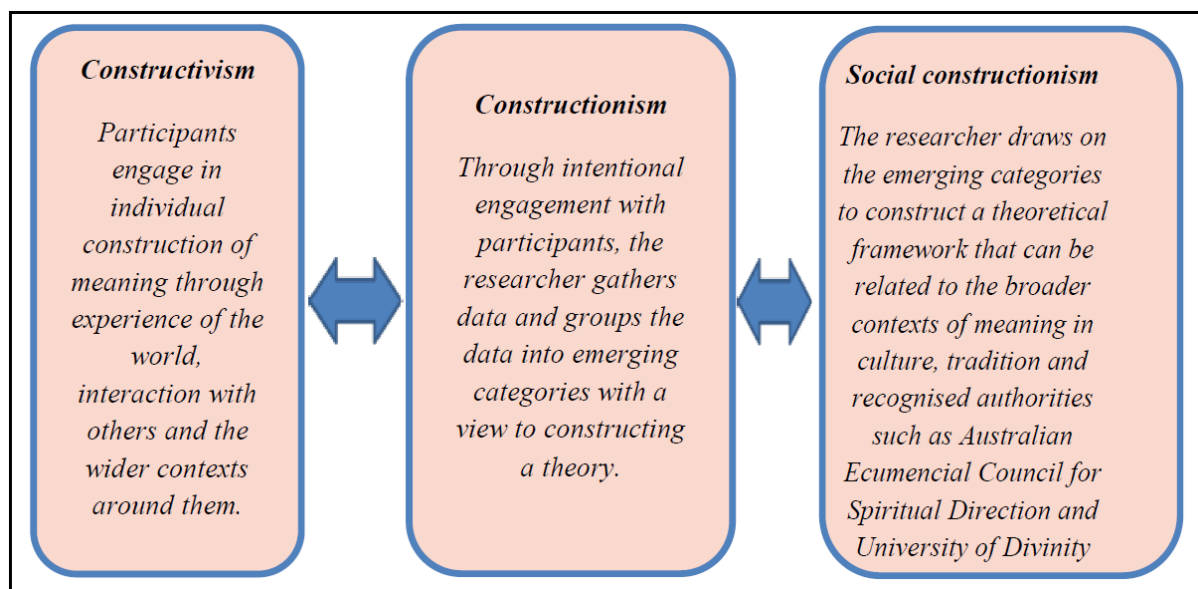 Constructivism
Participants
engage in
individual
construction of
meaning through
experience of the
world,
interaction with
others and the
wider contexts
around them.
Constructionism
Through intentional
engagement with
participants, the
researcher gathers
data and groups the
data into emerging
categories with a
view to constructing
a theory.
Social constructionism
The researcher draws on
the emerging categories
to construct a theoretical
framework that can be
related to the broader
contexts of meaning in
culture, tradition and
recognised authorities
such as Australian
Ecumencial Council for
Spiritual Direction and
University of Divinity